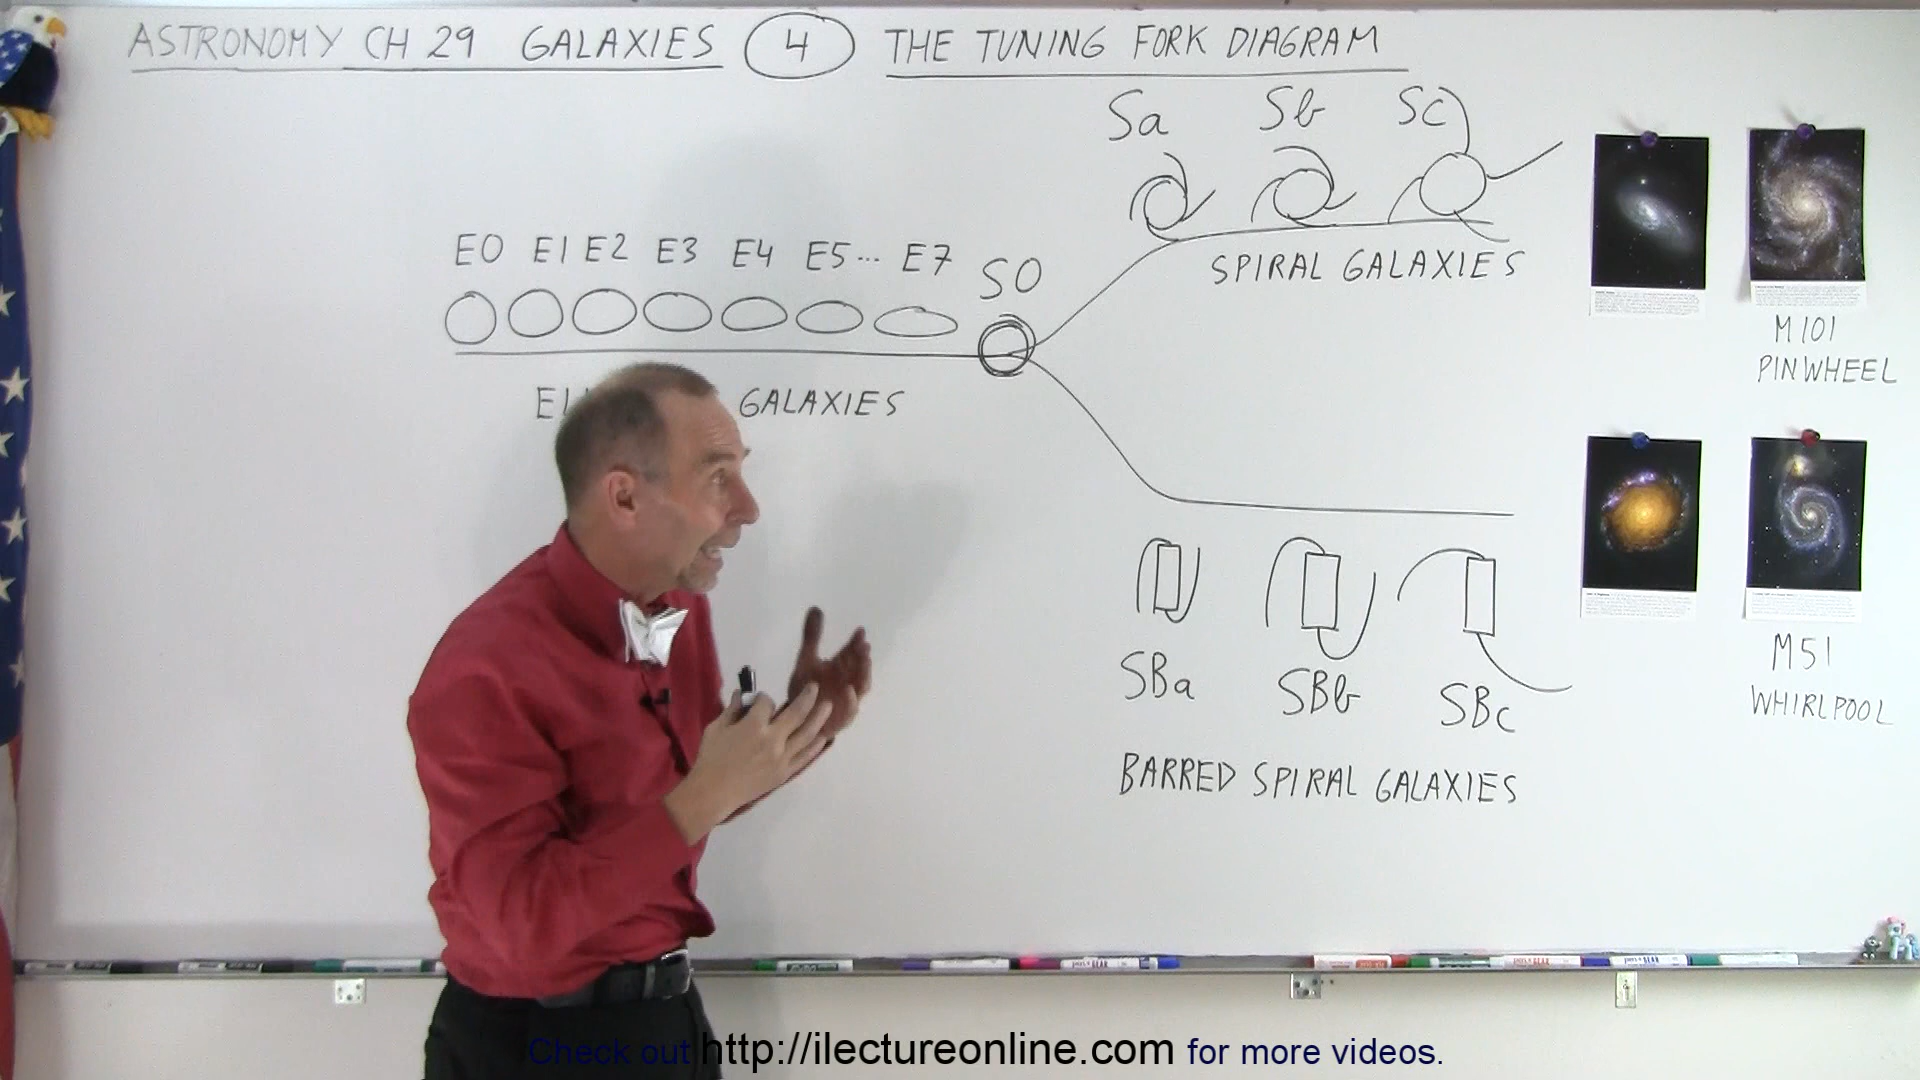 ASTRONOMY CH 29 GALAXIES 4 THE TUNING FORK DIAGRAM
Sa Sb Sc
E0 E1 E2 E3 E4 E5... E7 S0
SPIRAL GALAXIES
M101
PINWHEEL
GALAXIES
M51
WHIRLPOOL
SBa SBb SBc
BARRED SPIRAL GALAXIES
Check out http://ilectureonline.com for more videos.